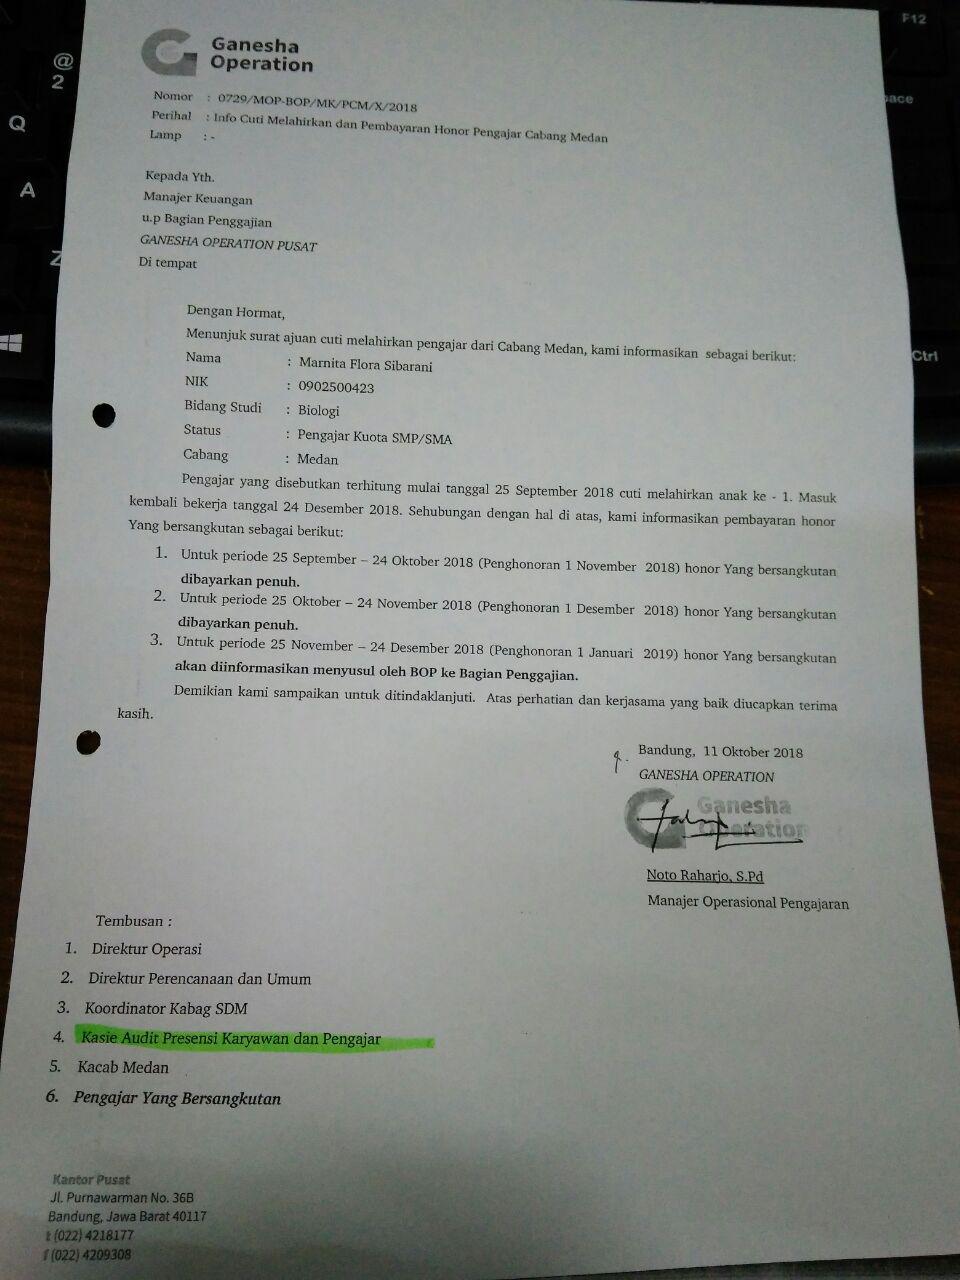 Ganesha
Operation
Nomor : 0729/MOP-BOP/MK/PCM/X/2018
Perihal : Info Cuti Melahirkan dan Pembayaran Honor Pengajar Cabang Medan
Lamp : -
Kepada Yth.
Manajer Keuangan
u.p Bagian Penggajian
GANESHA OPERATION PUSAT
Di tempat
Dengan Hormat,
Menunjuk surat ajuan cuti melahirkan pengajar dari Cabang Medan, kami informasikan sebagai berikut:
Nama : Marnita Flora Sibarani
NIK : 0902500423
Bidang Studi : Biologi
Status : Pengajar Kuota SMP/SMA
Cabang : Medan
Pengajar yang disebutkan terhitung mulai tanggal 25 September 2018 cuti melahirkan anak ke - 1. Masuk
kembali bekerja tanggal 24 Desember 2018. Sehubungan dengan hal di atas, kami informasikan pembayaran honor
Yang bersangkutan sebagai berikut:
1. Untuk periode 25 September – 24 Oktober 2018 (Penghonoran 1 November 2018) honor Yang bersangkutan
dibayarkan penuh.
2. Untuk periode 25 Oktober – 24 November 2018 (Penghonoran 1 Desember 2018) honor Yang bersangkutan
dibayarkan penuh.
3. Untuk periode 25 November – 24 Desember 2018 (Penghonoran 1 Januari 2019) honor Yang bersangkutan
akan diinformasikan menyusul oleh BOP ke Bagian Penggajian.
Demikian kami sampaikan untuk ditindaklanjuti. Atas perhatian dan kerjasama yang baik diucapkan terima
kasih.
Bandung, 11 Oktober 2018
GANESHA OPERATION
Ganesha
Operation
Noto Raharjo, S.Pd
Manajer Operasional Pengajaran
Tembusan :
1. Direktur Operasi
2. Direktur Perencanaan dan Umum
3. Koordinator Kabag SDM
4. Kasie Audit Presensi Karyawan dan Pengajar
5. Kacab Medan
6. Pengajar Yang Bersangkutan
Kantor Pusat
Jl. Purnawarman No. 36B
Bandung, Jawa Barat 40117
t (022) 4218177
f (022) 4209308
@
2
Q
A
Z
F12
Ctrl